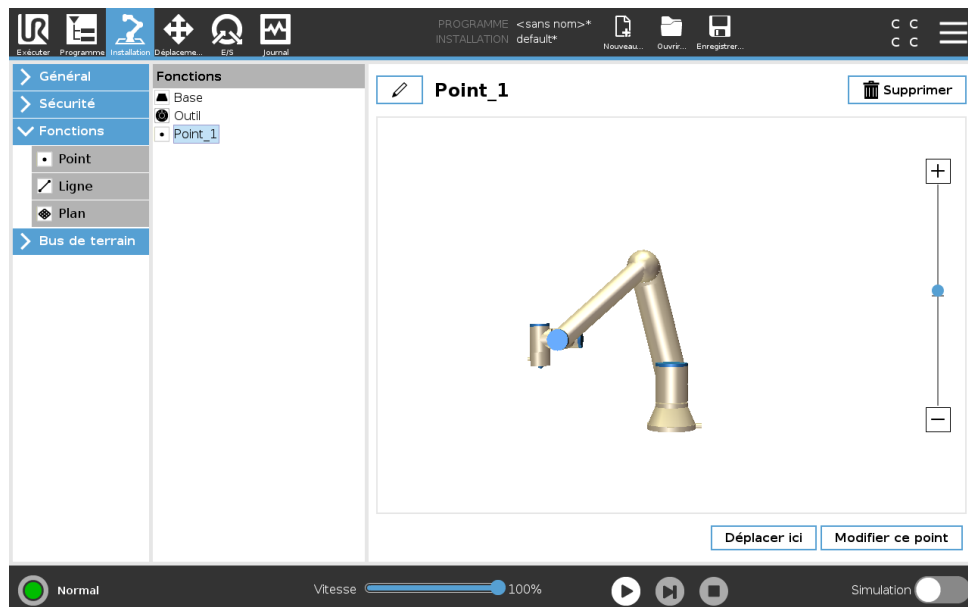 PROGRAMME <sans nom>*
INSTALLATION default*
Exécuter Programme Installation Déplaceme... E/S Journal Nouveau... Ouvrir... Enregistrer...
C C
C C
Général
Sécurité
Fonctions
Point
Ligne
Plan
Bus de terrain
Fonctions
Base
Outil
Point_1
Point_1
Supprimer
Déplacer ici Modifier ce point
Normal Vitesse 100% Simulation